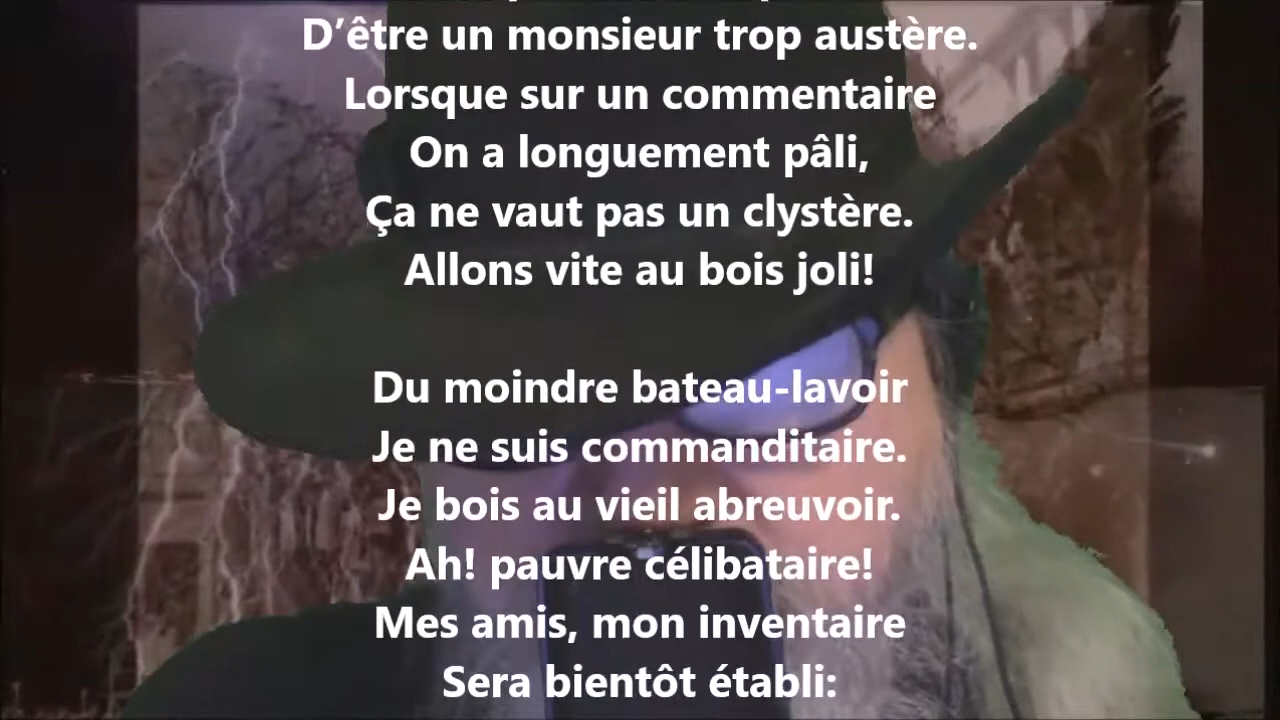 D’être un monsieur trop austère.
Lorsque sur un commentaire
On a longuement pâli,
Ça ne vaut pas un clystère.
Allons vite au bois joli!
Du moindre bateau-lavoir
Je ne suis commanditaire.
Je bois au vieil abreuvoir.
Ah! pauvre célibataire!
Mes amis, mon inventaire
Sera bientôt établi: